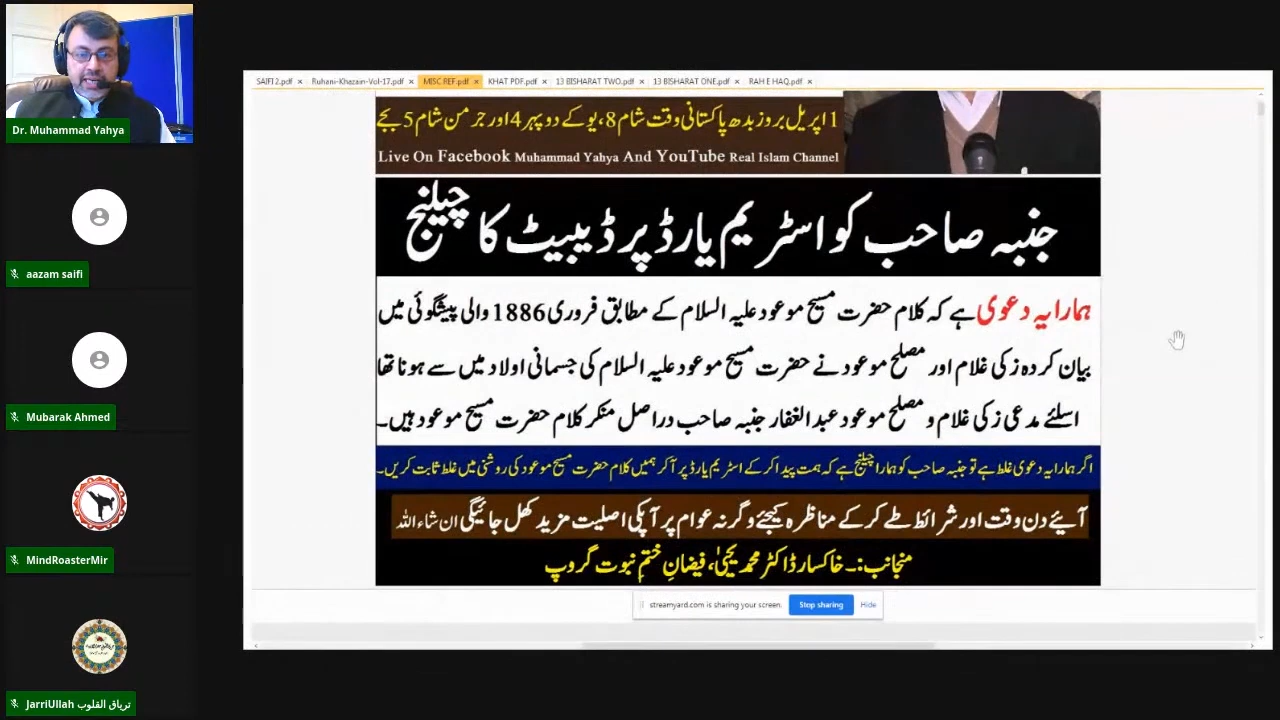 Dr. Muhammad Yahya
aazam saifi
Mubarak Ahmed
MindRoasterMir
JarriUllah تریاق القلوب
SAIFI 2.pdf
Ruhani-Khazain-Vol-17.pdf
MISC REF.pdf
KHAT PDF.pdf
13 BISHARAT TWO.pdf
13 BISHARAT ONE.pdf
RAH E HAQ.pdf
1 اپریل بروز بدھ پاکستانی وقت شام 8، یو کے دوپہر 4 اور جرمن شام 5 بجے
Live On Facebook Muhammad Yahya And YouTube Real Islam Channel
جنبہ صاحب کو اسٹریم یارڈ پر ڈیبیٹ کا چیلنج
ہمارا یہ دعویٰ ہے کہ کلام حضرت مسیح موعود علیہ السلام کے مطابق فروری 1886 والی پیشگوئی میں
بیان کردہ زکی غلام اور مصلح موعود نے حضرت مسیح موعود علیہ السلام کی جسمانی اولاد میں سے ہونا تھا
اسلئے مدعی زکی غلام و مصلح موعود عبدالغفار جنبہ صاحب دراصل منکر کلام حضرت مسیح موعود ہیں۔
اگر ہمارا یہ دعویٰ غلط ہے تو جنبہ صاحب کو ہمارا چیلنج ہے کہ ہمت پیدا کر کے اسٹریم یارڈ پر آ کر ہمیں کلام حضرت مسیح موعود کی روشنی میں غلط ثابت کریں۔
آیئے دن وقت اور شرائط طے کر کے مناظرہ کیجئے وگرنہ عوام پر آپکی اصلیت مزید کھل جائیگی ان شاء اللہ
منجانب:۔ خاکسار ڈاکٹر محمد یحییٰ، فیضانِ ختمِ نبوت گروپ
streamyard.com is sharing your screen.
Stop sharing
Hide